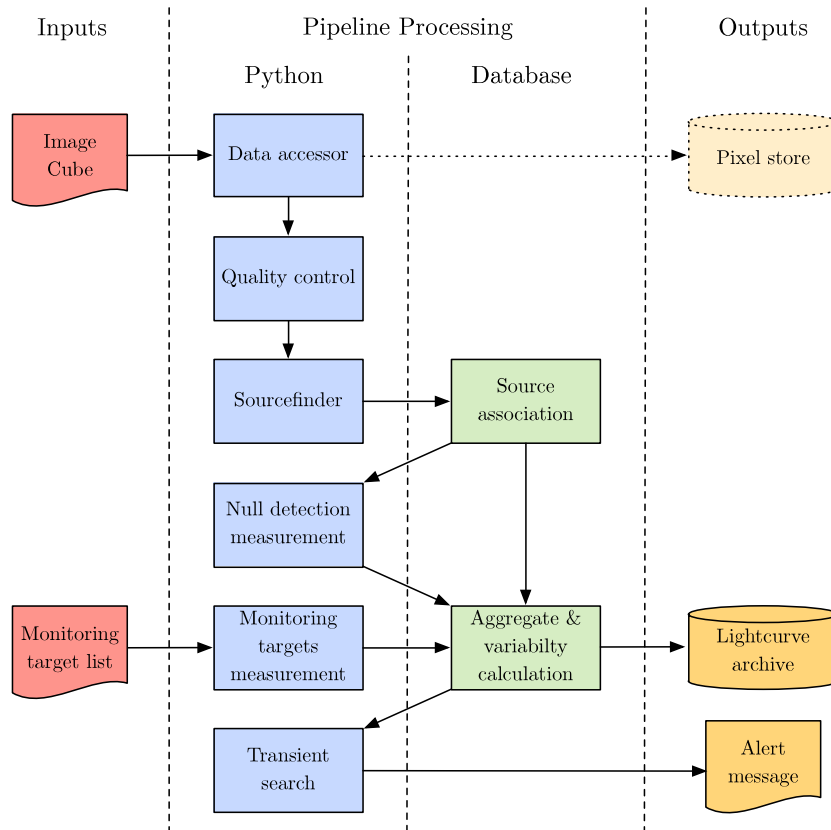 Inputs
Pipeline Processing
Outputs
Python
Database
Image
Cube
Data accessor
Pixel store
Quality control
Sourcefinder
Source
association
Null detection
measurement
Monitoring
target list
Monitoring
targets
measurement
Aggregate &
variabilty
calculation
Lightcurve
archive
Transient
search
Alert
message